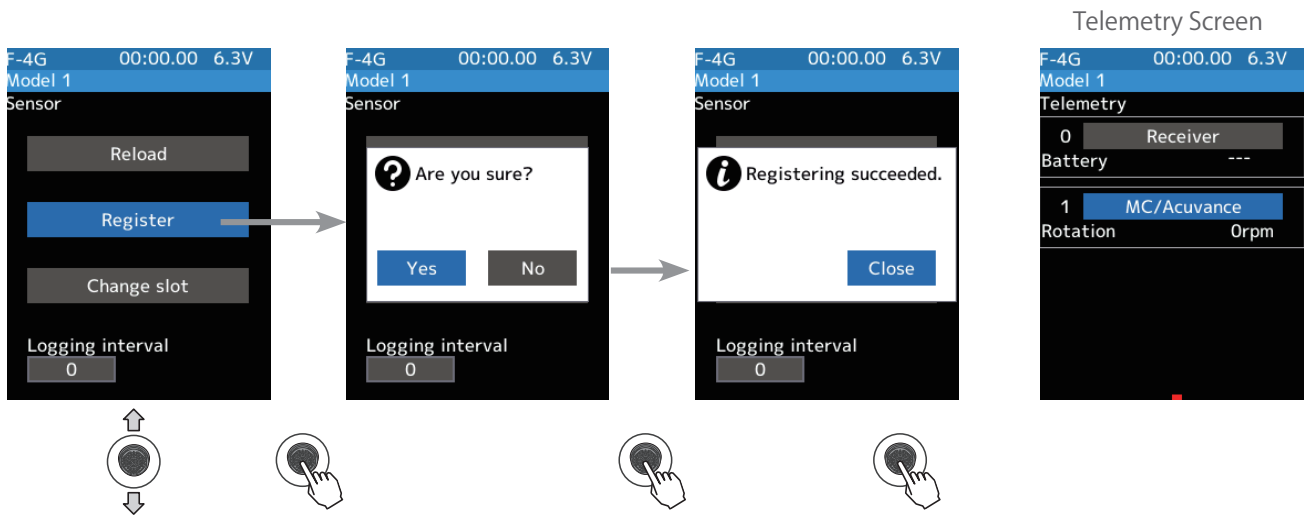 Telemetry Screen
F-4G 00:00.00 6.3V
Model 1
Sensor
Reload
Register
Change slot
Logging interval
0
F-4G 00:00.00 6.3V
Model 1
Sensor
? Are you sure?
Yes No
Logging interval
0
F-4G 00:00.00 6.3V
Model 1
Sensor
i Registering succeeded.
Close
Logging interval
0
F-4G 00:00.00 6.3V
Model 1
Telemetry
0 Receiver
Battery ---
1 MC/Acuvance
Rotation 0rpm